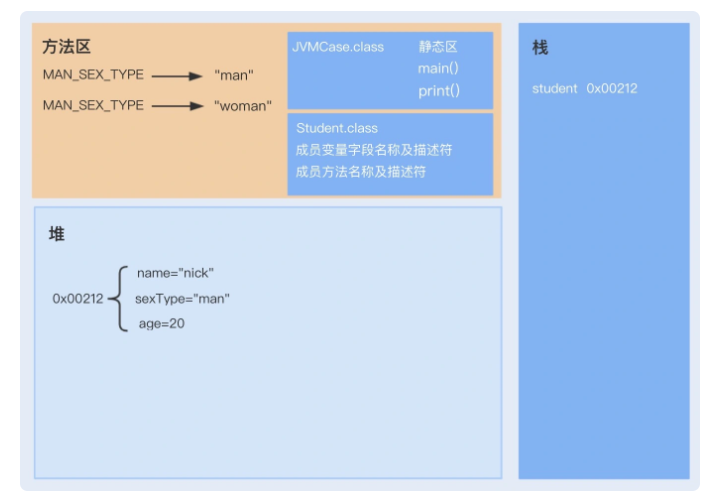 方法区
MAN_SEX_TYPE "man"
MAN_SEX_TYPE "woman"
JVMCase.class 静态区
main()
print()
Student.class
成员变量字段名称及描述符
成员方法名称及描述符
栈
student 0x00212
堆
name="nick"
0x00212 sexType="man"
age=20